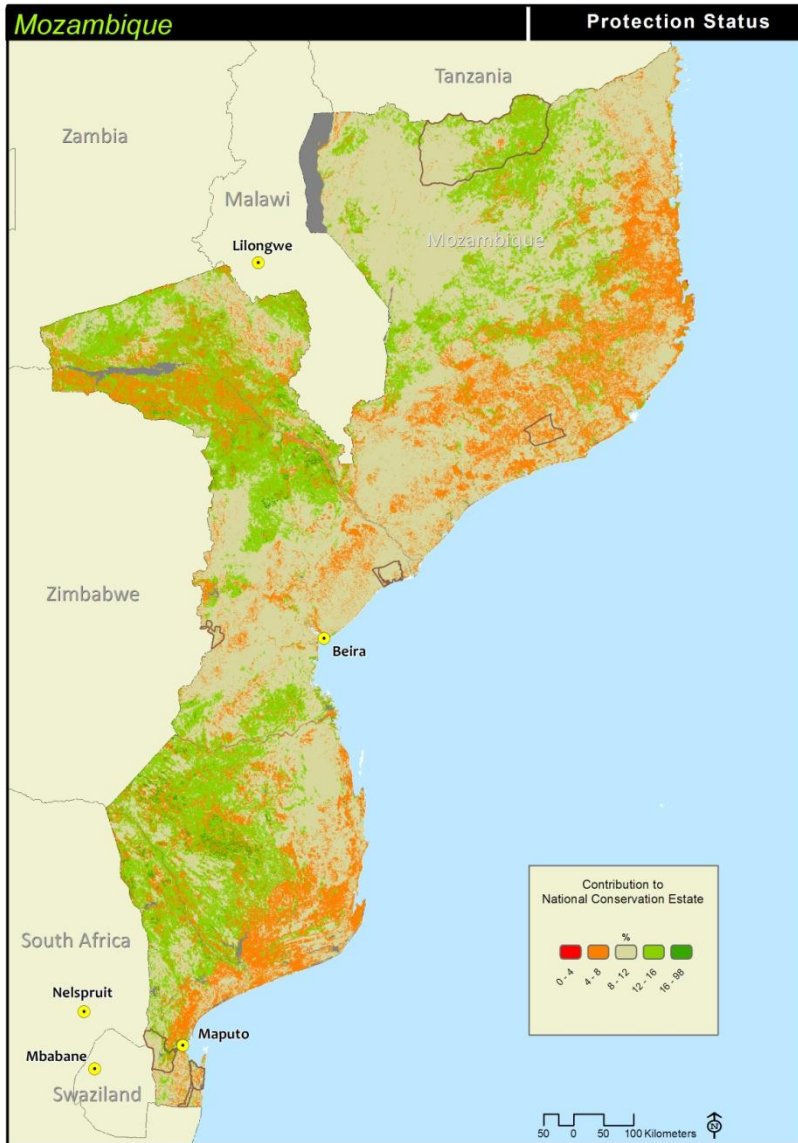 Mozambique
Protection Status
Tanzania
Zambia
Malawi
Mozambique
Lilongwe
Zimbabwe
Beira
South Africa
Nelspruit
Maputo
Mbabane
Swaziland
Contribution to
National Conservation Estate
%
0 - 4
4 - 8
8 - 12
12 - 16
16 - 98
50 0 50 100 Kilometers
N